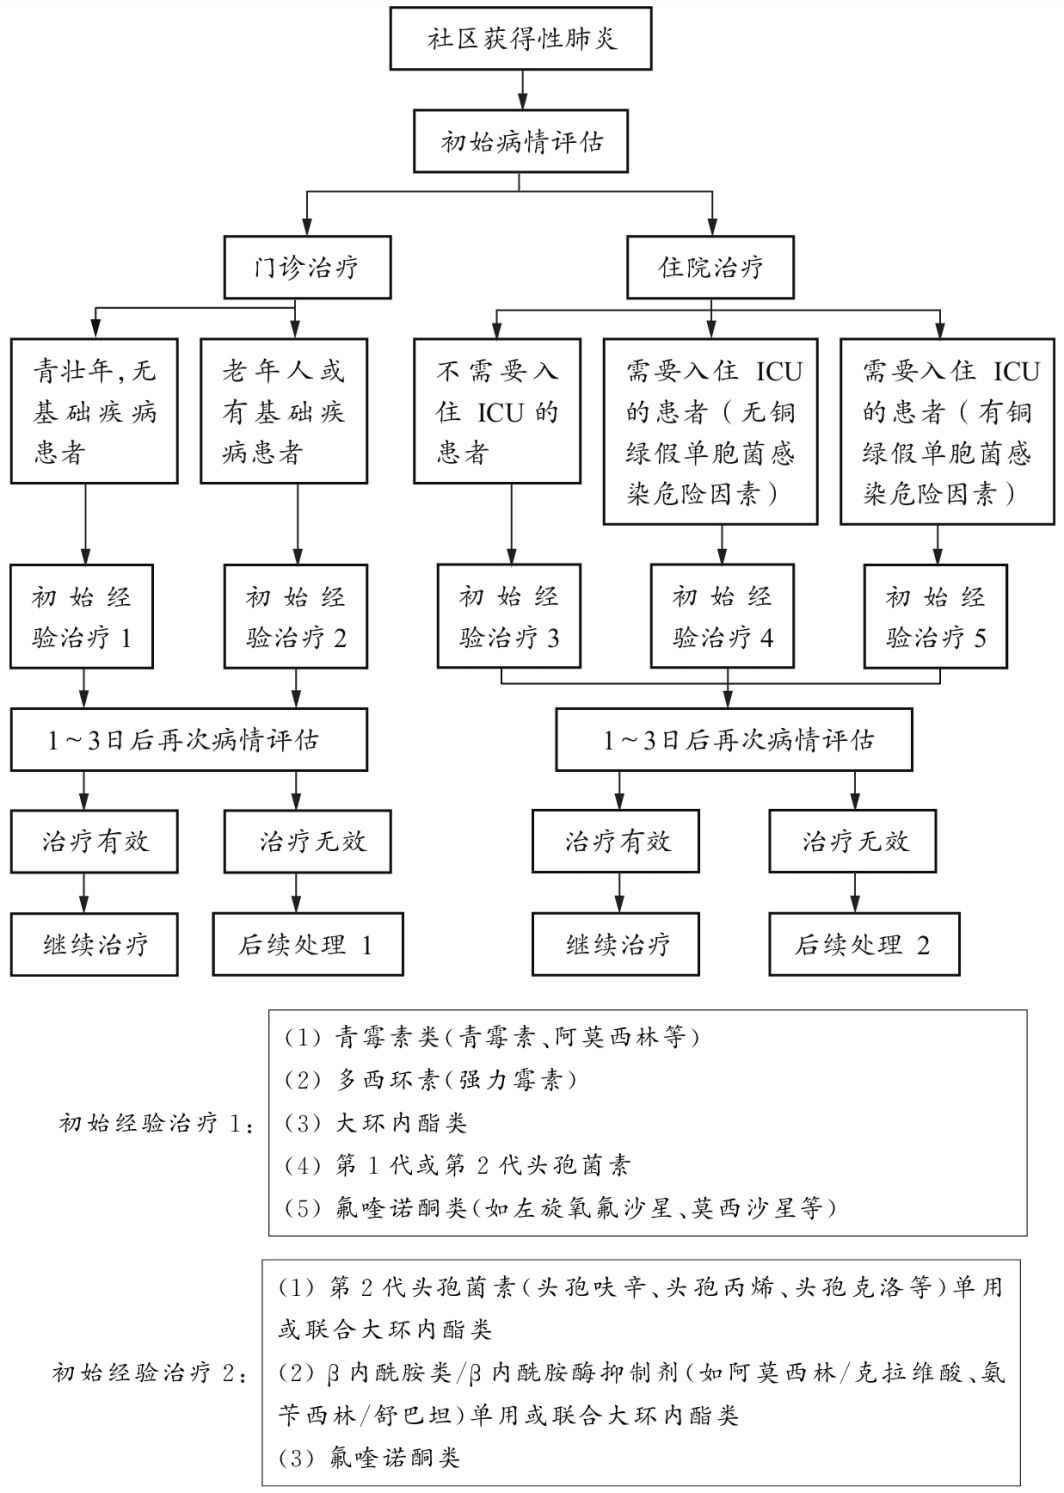 社区获得性肺炎
初始病情评估
门诊治疗
住院治疗
青壮年,无
基础疾病
患者
老年人或
有基础疾
病患者
不需要入
住 ICU 的
患者
需要入住 ICU
的患者(无铜
绿假单胞菌感
染危险因素)
需要入住 ICU
的患者(有铜
绿假单胞菌感
染危险因素)
初始经
验治疗1
初始经
验治疗2
初始经
验治疗3
初始经
验治疗4
初始经
验治疗5
1~3日后再次病情评估
1~3日后再次病情评估
治疗有效
治疗无效
治疗有效
治疗无效
继续治疗
后续处理 1
继续治疗
后续处理 2
初始经验治疗1:
(1) 青霉素类(青霉素、阿莫西林等)
(2) 多西环素(强力霉素)
(3) 大环内酯类
(4) 第1代或第2代头孢菌素
(5) 氟喹诺酮类(如左旋氧氟沙星、莫西沙星等)
初始经验治疗2:
(1) 第2代头孢菌素(头孢呋辛、头孢丙烯、头孢克洛等)单用
或联合大环内酯类
(2) β内酰胺类/β内酰胺酶抑制剂(如阿莫西林/克拉维酸、氨
苄西林/舒巴坦)单用或联合大环内酯类
(3) 氟喹诺酮类